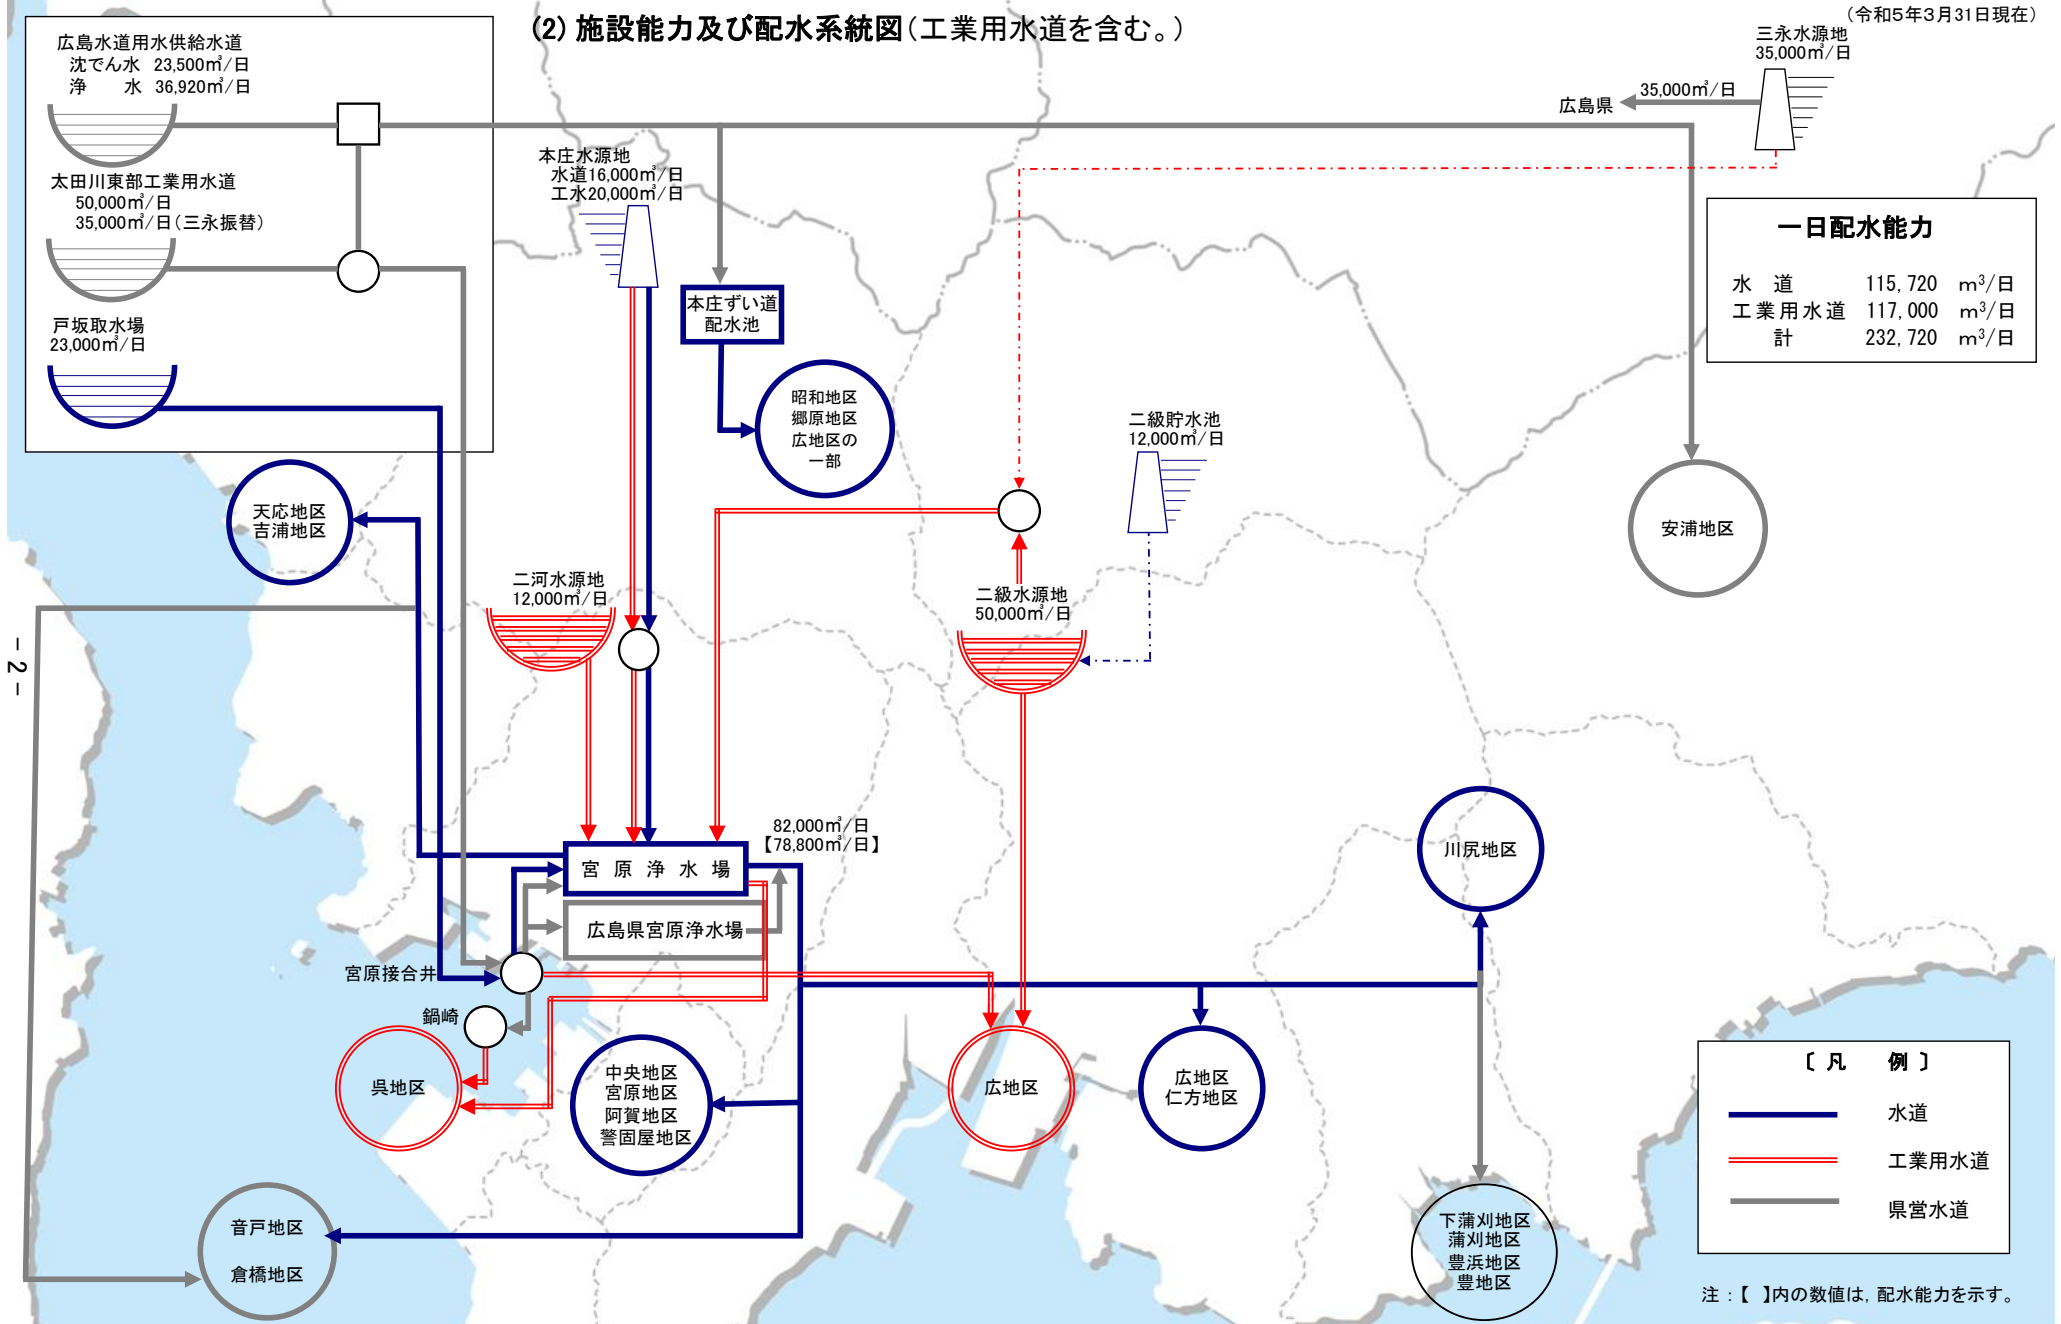 (2) 施設能力及び配水系統図(工業用水道を含む。)
(令和5年3月31日現在)
広島水道用水供給水道
沈でん水 23,500㎥/日
浄 水 36,920㎥/日
太田川東部工業用水道
50,000㎥/日
35,000㎥/日(三永振替)
戸坂取水場
23,000㎥/日
三永水源地
35,000㎥/日
35,000㎥/日
広島県
本庄水源地
水道16,000㎥/日
工水20,000㎥/日
一日配水能力
水 道 115,720 m³/日
工業用水道 117,000 m³/日
計 232,720 m³/日
本庄ずい道
配水池
昭和地区
郷原地区
広地区の
一部
二級貯水池
12,000㎥/日
天応地区
吉浦地区
安浦地区
二河水源地
12,000㎥/日
二級水源地
50,000㎥/日
- 2 -
82,000㎥/日
【78,800㎥/日】
宮 原 浄 水 場
川尻地区
広島県宮原浄水場
宮原接合井
鍋崎
呉地区
中央地区
宮原地区
阿賀地区
警固屋地区
広地区
広地区
仁方地区
〔 凡 例 〕
水道
工業用水道
県営水道
音戸地区
倉橋地区
下蒲刈地区
蒲刈地区
豊浜地区
豊地区
注:【 】内の数値は, 配水能力を示す。